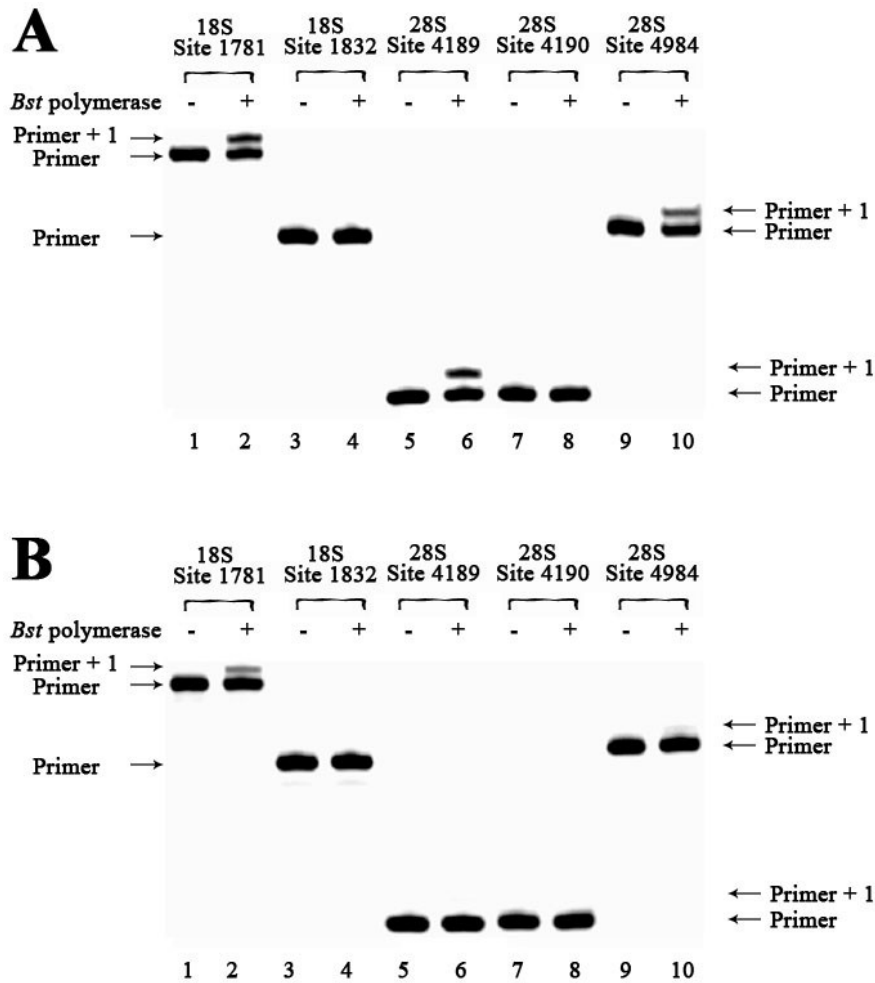 A
18S 18S 28S 28S 28S
Site 1781 Site 1832 Site 4189 Site 4190 Site 4984
Bst polymerase - + - + - + - + - +
Primer + 1
Primer
Primer + 1
Primer
Primer
Primer + 1
Primer
1 2 3 4 5 6 7 8 9 10
B
18S 18S 28S 28S 28S
Site 1781 Site 1832 Site 4189 Site 4190 Site 4984
Bst polymerase - + - + - + - + - +
Primer + 1
Primer
Primer + 1
Primer
Primer
Primer + 1
Primer
1 2 3 4 5 6 7 8 9 10